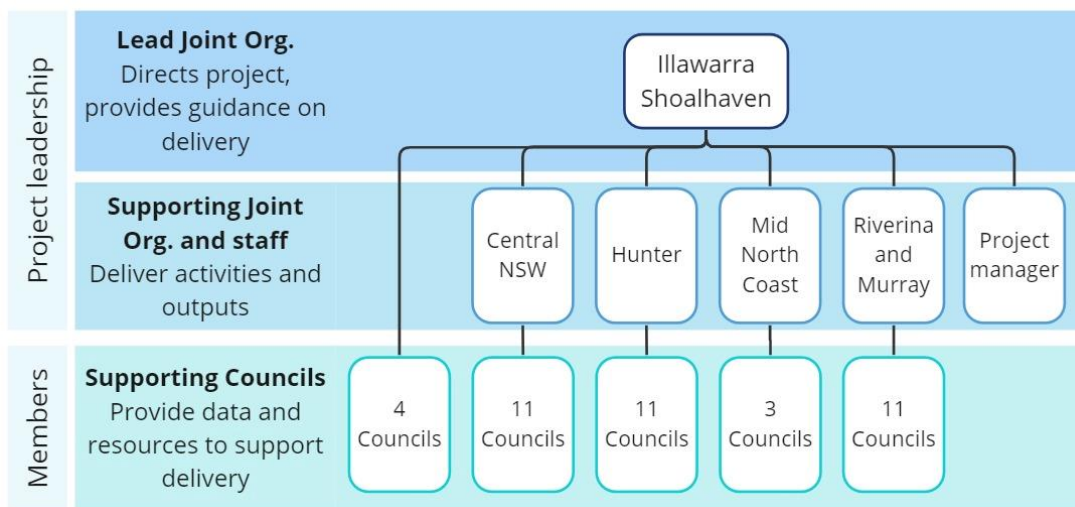 Project leadership
Lead Joint Org.
Directs project,
provides guidance on
delivery
Illawarra
Shoalhaven
Supporting Joint
Org. and staff
Deliver activities and
outputs
Central
NSW
Hunter
Mid
North
Coast
Riverina
and
Murray
Project
manager
Members
Supporting Councils
Provide data and
resources to support
delivery
4
Councils
11
Councils
11
Councils
3
Councils
11
Councils